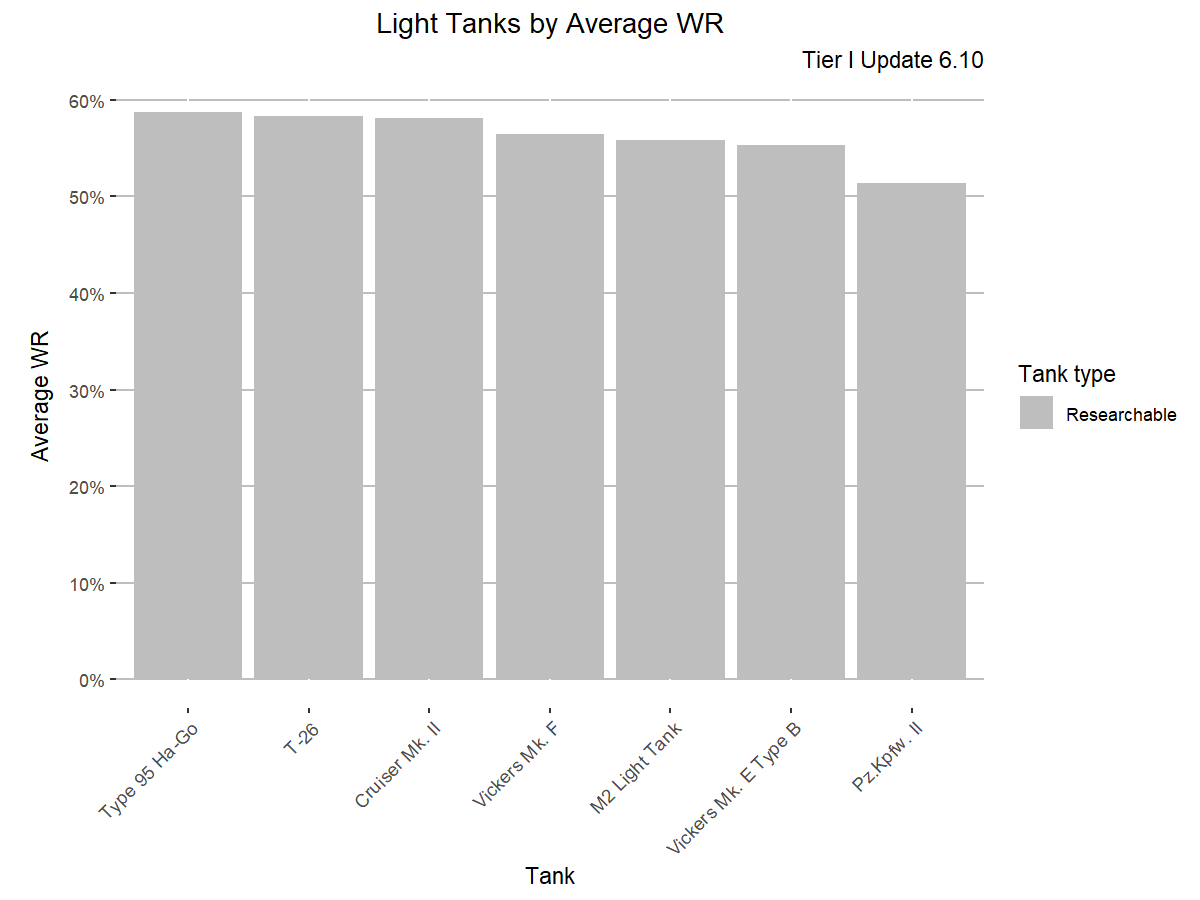 Light Tanks by Average WR
Tier I Update 6.10
60%
50%
40%
30%
20%
10%
0%
Average WR
Type 95 Ha-Go
T-26
Cruiser Mk. II
Vickers Mk. F
M2 Light Tank
Vickers Mk. E Type B
Pz.Kpfw. II
Tank
Tank type
Researchable